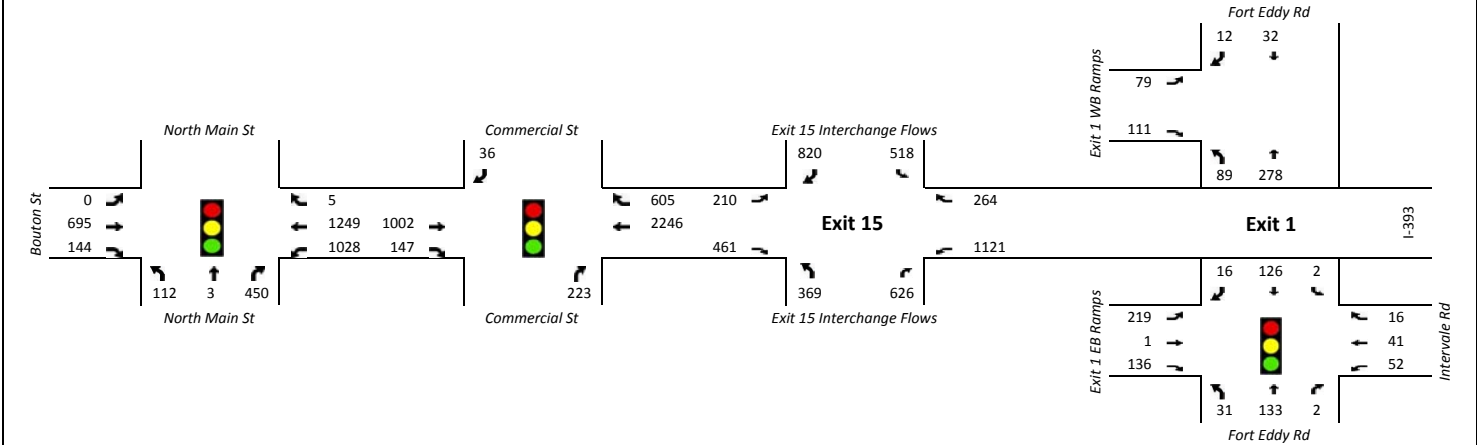 Fort Eddy Rd
12 32
Exit 1 WB Ramps
79
111
89 278
North Main St
Commercial St
Exit 15 Interchange Flows
36
820 518
Bouton St
0
695
144
5
1249
1028
1002
147
605
2246
210
461
Exit 15
264
1121
Exit 1
I-393
112 3 450
223
369 626
North Main St
Commercial St
Exit 15 Interchange Flows
16 126 2
Exit 1 EB Ramps
219
1
136
16
41
52
Intervale Rd
31 133 2
Fort Eddy Rd